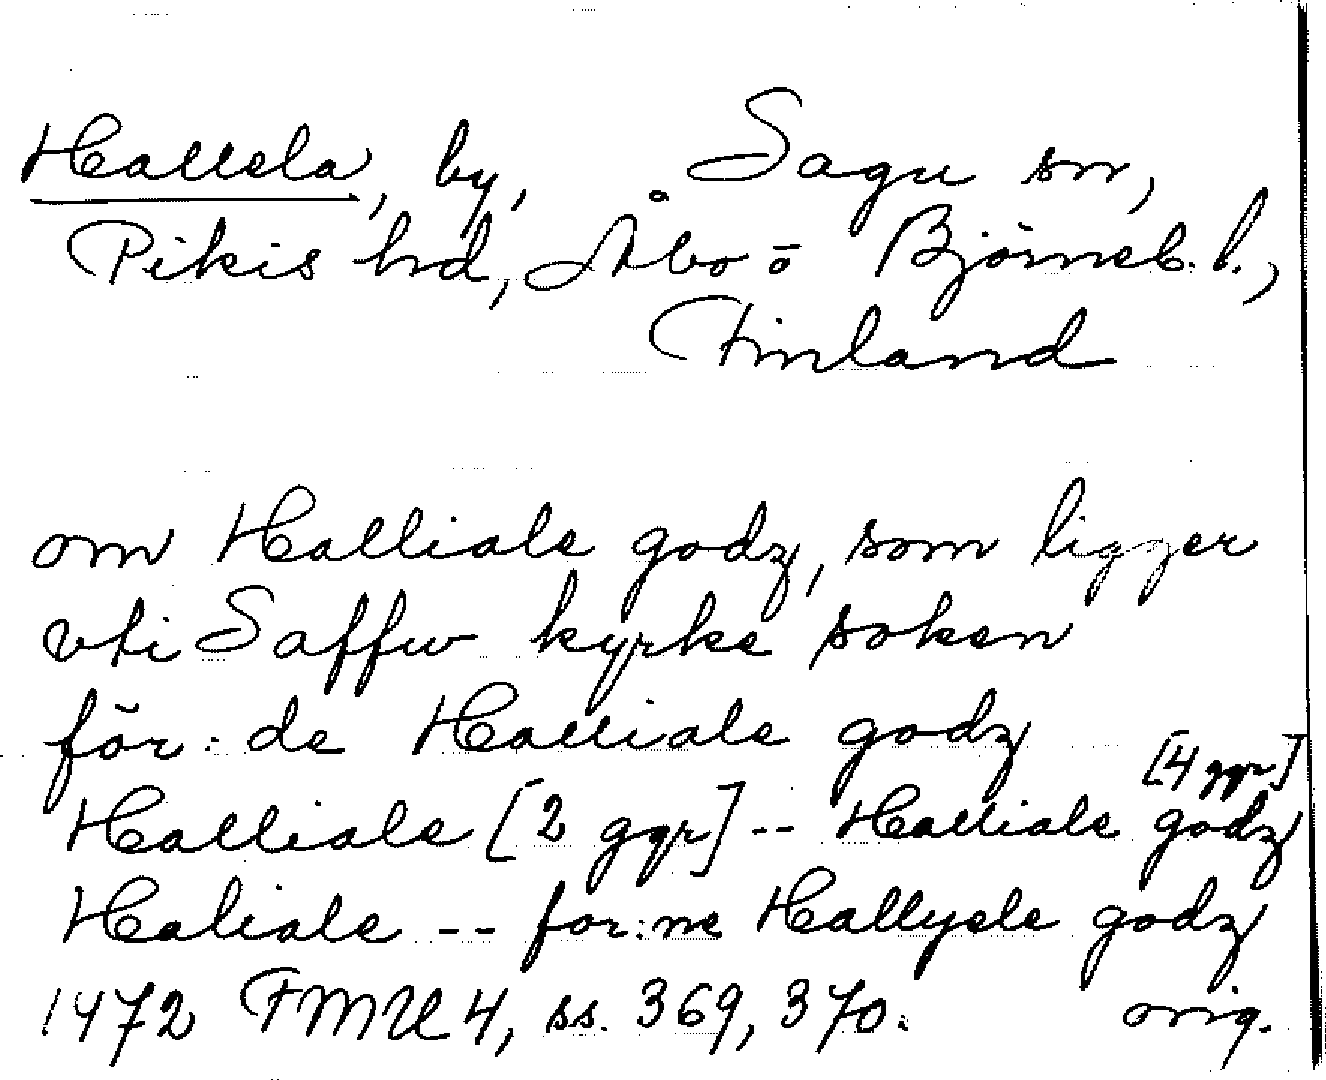 Hallela, by, Sagu sn,
Pikis hd, Åbo o Björneb. l.,
Finland
om Halliale godz, som ligger
vti Saffw kyrke soken
för: de Halliale godz
Halliale [2 ggr] -- Halliale godz [4 ggr]
Haliale -- for:ne Hallyele godz
1472 FMU 4, ss. 369, 370. orig.